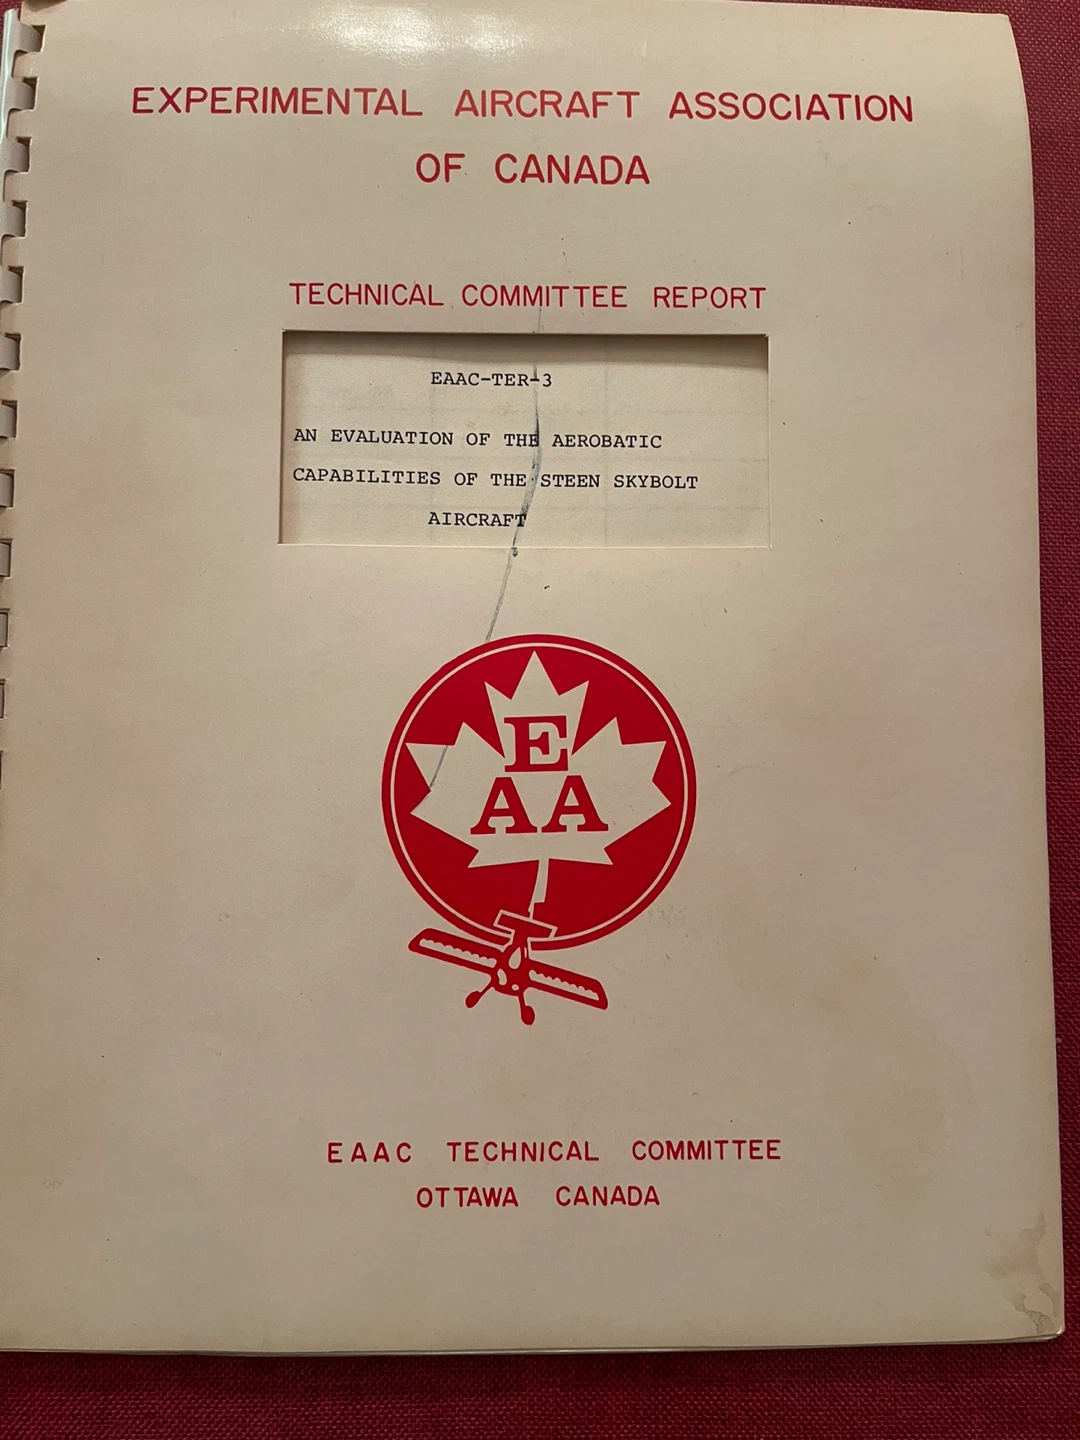 EXPERIMENTAL AIRCRAFT ASSOCIATION
OF CANADA
TECHNICAL COMMITTEE REPORT
EAAC-TER-3
AN EVALUATION OF THE AEROBATIC
CAPABILITIES OF THE STEEN SKYBOLT
AIRCRAFT
E
AA
EAAC TECHNICAL COMMITTEE
OTTAWA CANADA